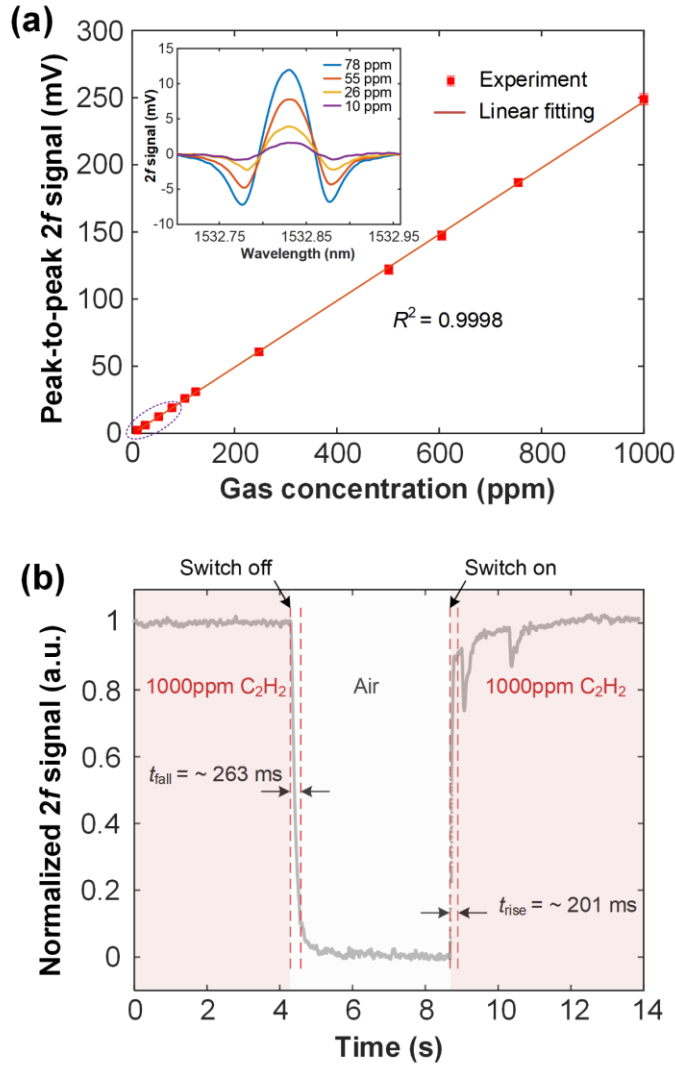 (a)
300
250
200
150
100
50
0
Peak-to-peak 2f signal (mV)
15
10
5
0
-5
-10
2f signal (mV)
78 ppm
55 ppm
26 ppm
10 ppm
1532.75 1532.85 1532.95
Wavelength (nm)
Experiment
Linear fitting
R² = 0.9998
0 200 400 600 800 1000
Gas concentration (ppm)
(b)
Switch off
Switch on
1
0.8
0.6
0.4
0.2
0
Normalized 2f signal (a.u.)
1000ppm C₂H₂
Air
1000ppm C₂H₂
t_fall = ~ 263 ms
t_rise = ~ 201 ms
0 2 4 6 8 10 12 14
Time (s)